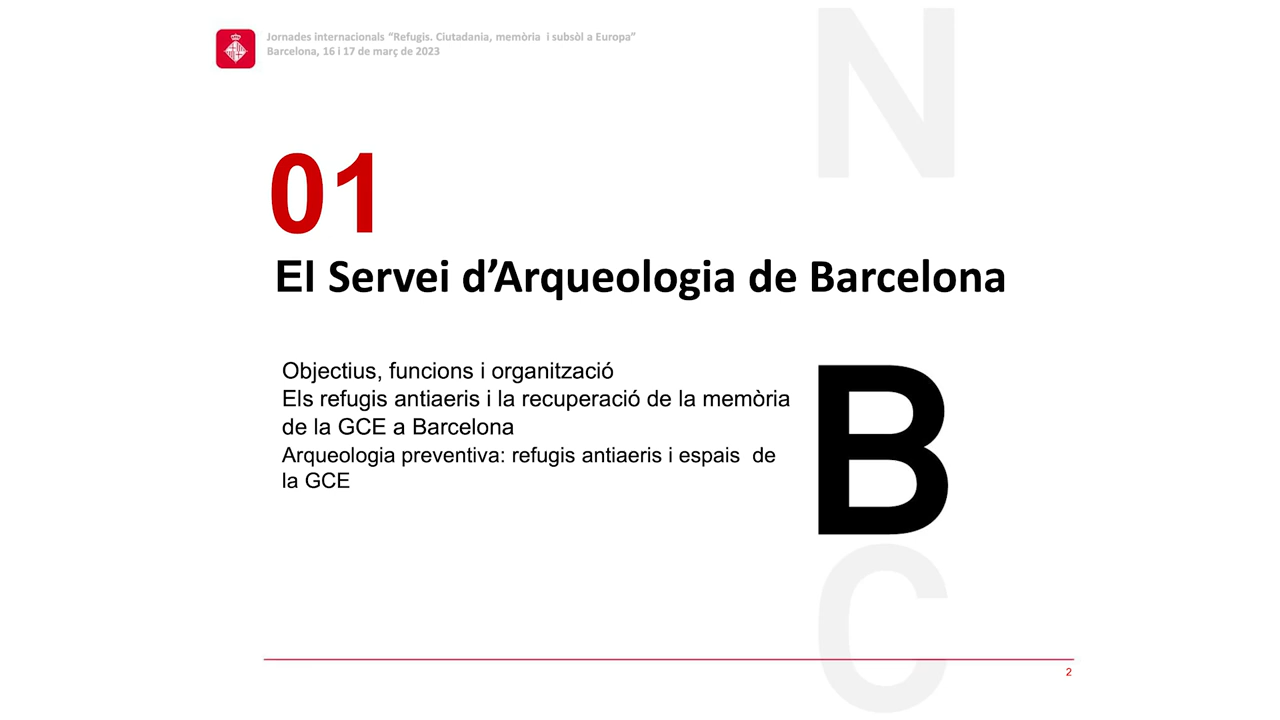 Jornades internacionals “Refugis. Ciutadania, memòria i subsòl a Europa”
Barcelona, 16 i 17 de març de 2023
N
01
El Servei d’Arqueologia de Barcelona
Objectius, funcions i organització
Els refugis antiaeris i la recuperació de la memòria
de la GCE a Barcelona
Arqueologia preventiva: refugis antiaeris i espais de
la GCE
B
C
2